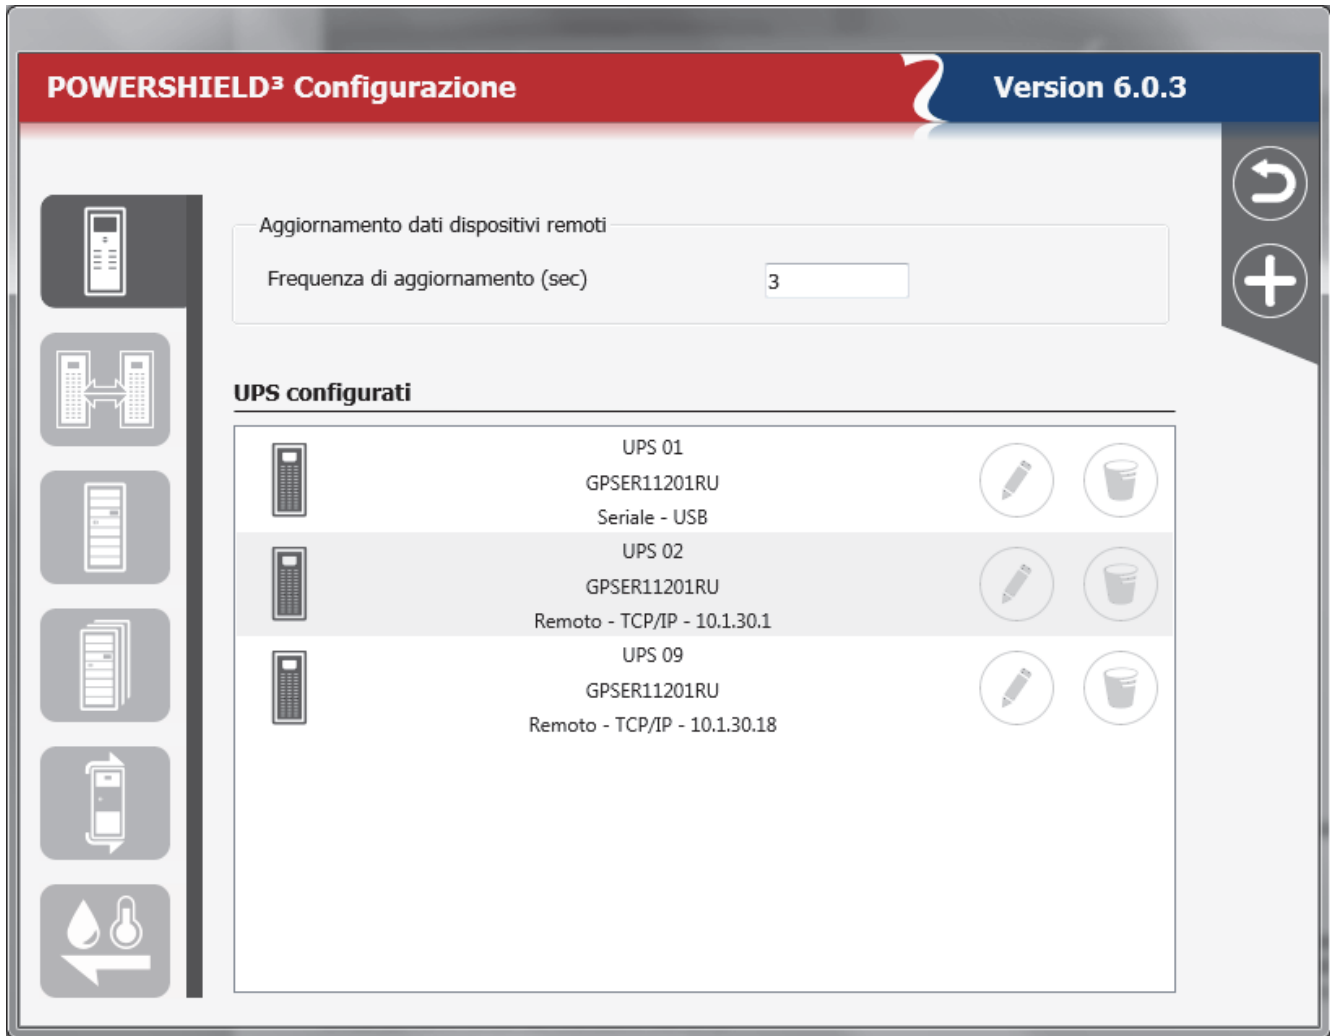 POWERSHIELD³ Configurazione
Version 6.0.3
Aggiornamento dati dispositivi remoti
Frequenza di aggiornamento (sec)
3
UPS configurati
UPS 01
GPSER11201RU
Seriale - USB
UPS 02
GPSER11201RU
Remoto - TCP/IP - 10.1.30.1
UPS 09
GPSER11201RU
Remoto - TCP/IP - 10.1.30.18